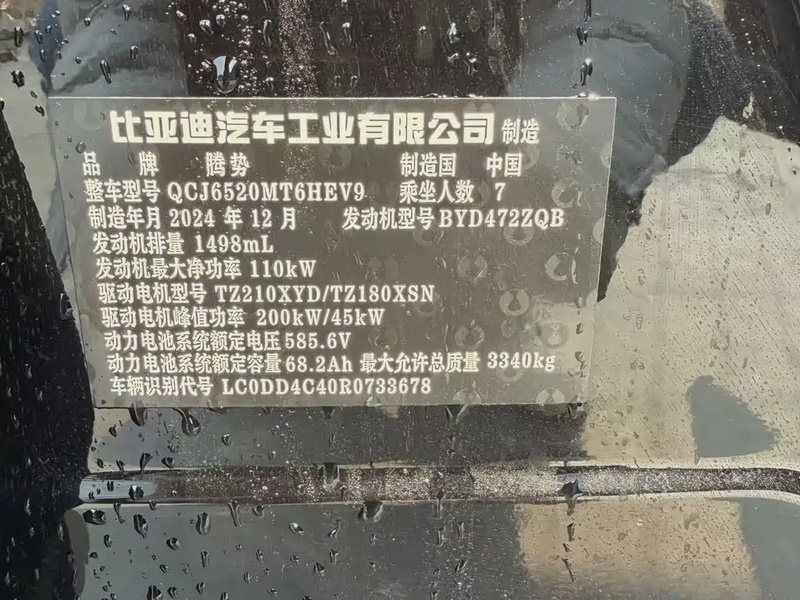 比亚迪汽车工业有限公司 制造
品 牌 腾势 制造国 中国
整车型号 QCJ6520MT6HEV9 乘坐人数 7
制造年月 2024 年 12 月 发动机型号 BYD472ZQB
发动机排量 1498mL
发动机最大净功率 110kW
驱动电机型号 TZ210XYD/TZ180XSN
驱动电机峰值功率 200kW/45kW
动力电池系统额定电压 585.6V
动力电池系统额定容量 68.2Ah 最大允许总质量 3340kg
车辆识别代号 LC0DD4C40R0733678